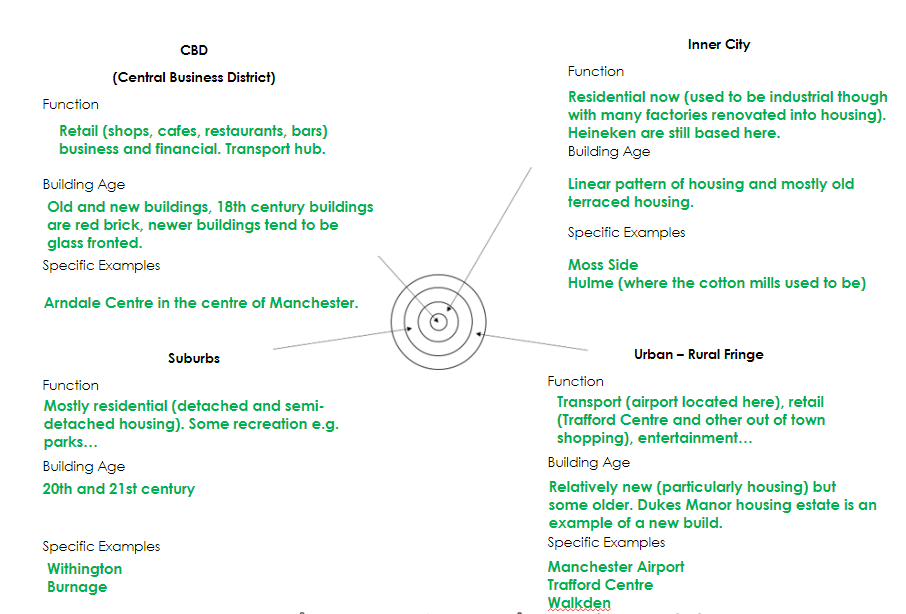 CBD
(Central Business District)
Function
Retail (shops, cafes, restaurants, bars)
business and financial. Transport hub.
Building Age
Old and new buildings, 18th century buildings
are red brick, newer buildings tend to be
glass fronted.
Specific Examples
Arndale Centre in the centre of Manchester.
Inner City
Function
Residential now (used to be industrial though
with many factories renovated into housing).
Heineken are still based here.
Building Age
Linear pattern of housing and mostly old
terraced housing.
Specific Examples
Moss Side
Hulme (where the cotton mills used to be)
Suburbs
Function
Mostly residential (detached and semi-
detached housing). Some recreation e.g.
parks…
Building Age
20th and 21st century
Specific Examples
Withington
Burnage
Urban – Rural Fringe
Function
Transport (airport located here), retail
(Trafford Centre and other out of town
shopping), entertainment…
Building Age
Relatively new (particularly housing) but
some older. Dukes Manor housing estate is an
example of a new build.
Specific Examples
Manchester Airport
Trafford Centre
Walkden